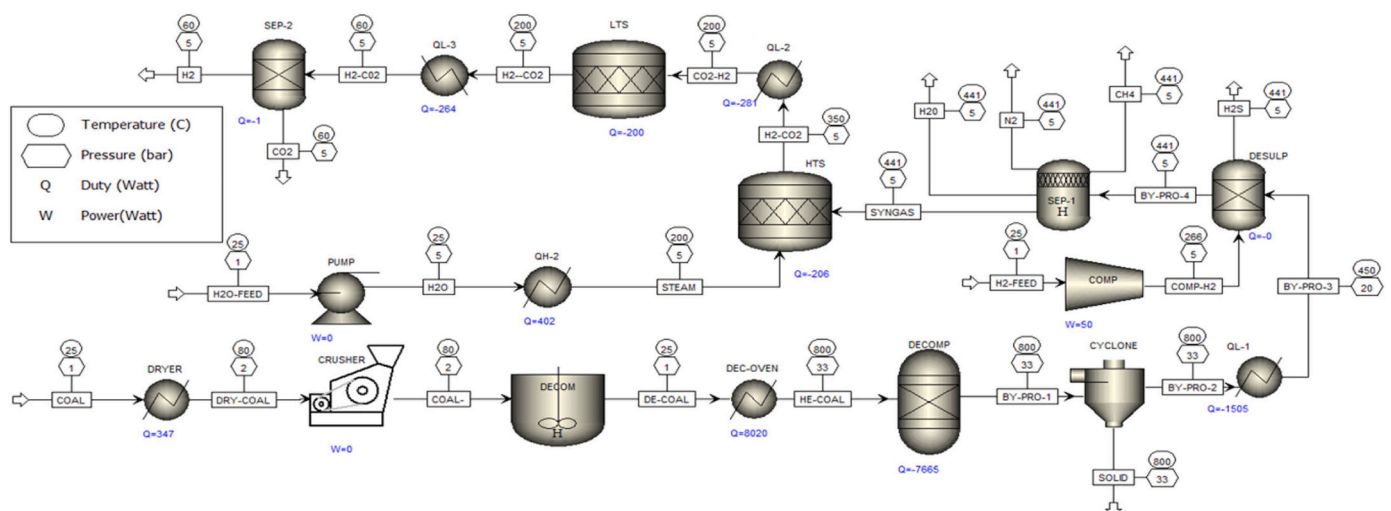 60
5
H2
SEP-2
Q=-1
60
5
CO2
60
5
H2-C02
QL-3
Q=-264
200
5
H2--CO2
LTS
Q=-200
200
5
CO2-H2
QL-2
Q=-281
H2-CO2
350
5
HTS
Q=-206
441
5
SYNGAS
441
5
H20
441
5
N2
441
5
CH4
SEP-1
H
441
5
BY-PRO-4
441
5
H2S
DESULP
Q=-0
Temperature (C)
Pressure (bar)
Q Duty (Watt)
W Power(Watt)
25
1
H2O-FEED
PUMP
W=0
25
5
H2O
QH-2
Q=402
200
5
STEAM
25
1
H2-FEED
COMP
W=50
266
5
COMP-H2
BY-PRO-3
450
20
25
1
COAL
DRYER
Q=347
80
2
DRY-COAL
CRUSHER
W=0
80
2
COAL-
DECOM
H
25
1
DE-COAL
DEC-OVEN
Q=8020
800
33
HE-COAL
DECOMP
Q=-7665
800
33
BY-PRO-1
CYCLONE
800
33
BY-PRO-2
QL-1
Q=-1505
SOLID
800
33